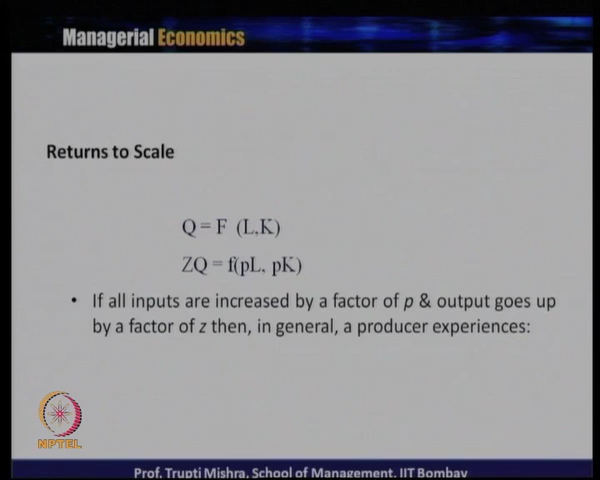 Managerial Economics
Returns to Scale
Q = F (L,K)
ZQ = f(pL, pK)
• If all inputs are increased by a factor of p & output goes up
by a factor of z then, in general, a producer experiences:
NPTEL
Prof. Trupti Mishra, School of Management, IIT Bombay